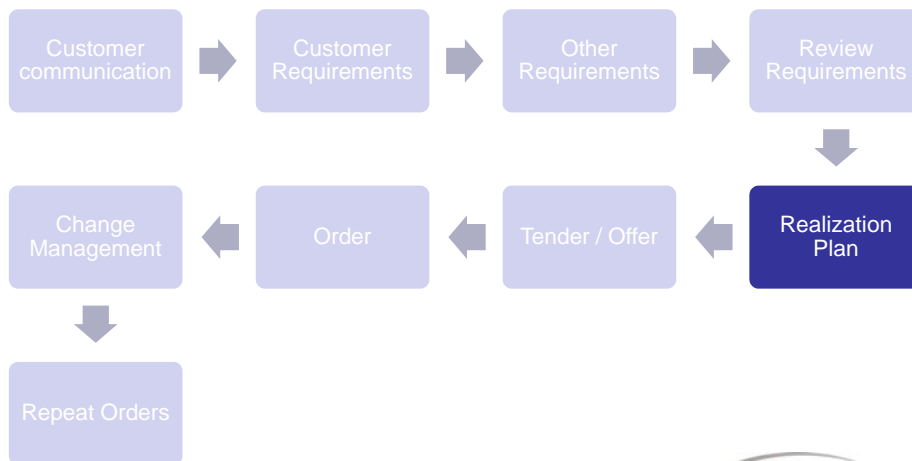 Customer
communication
Customer
Requirements
Other
Requirements
Review
Requirements
Realization
Plan
Tender / Offer
Order
Change
Management
Repeat Orders